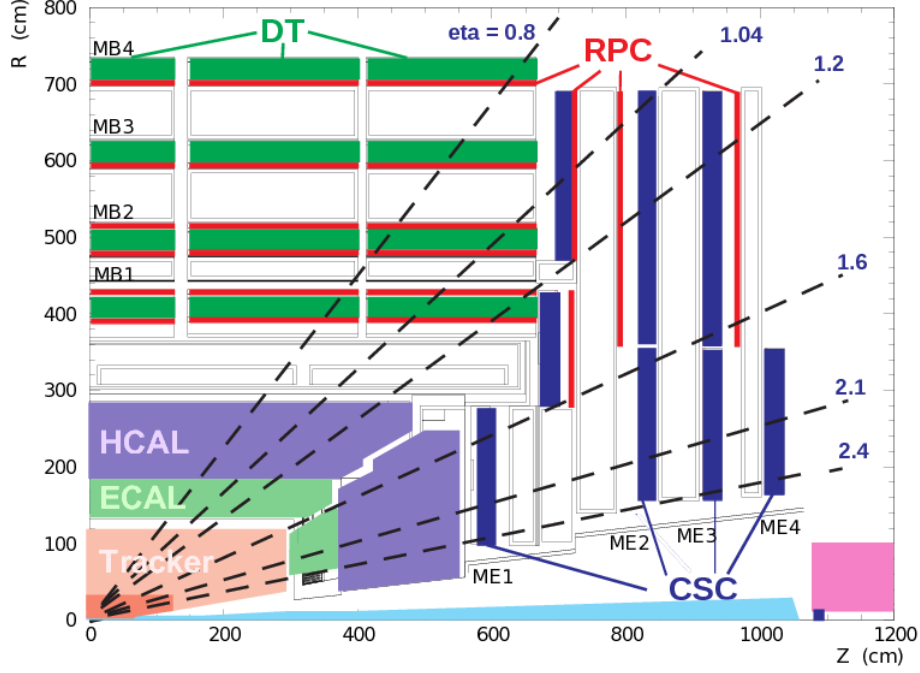 R (cm)
800
700
600
500
400
300
200
100
0
MB4
MB3
MB2
MB1
DT
eta = 0.8
RPC
1.04
1.2
1.6
2.1
2.4
HCAL
ECAL
Tracker
ME1
ME2
ME3
ME4
CSC
0
200
400
600
800
1000
1200
Z (cm)